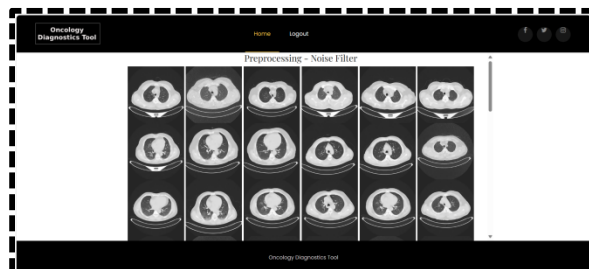 Oncology
Diagnostics Tool
Home
Logout
Preprocessing - Noise Filter
Oncology Diagnostics Tool